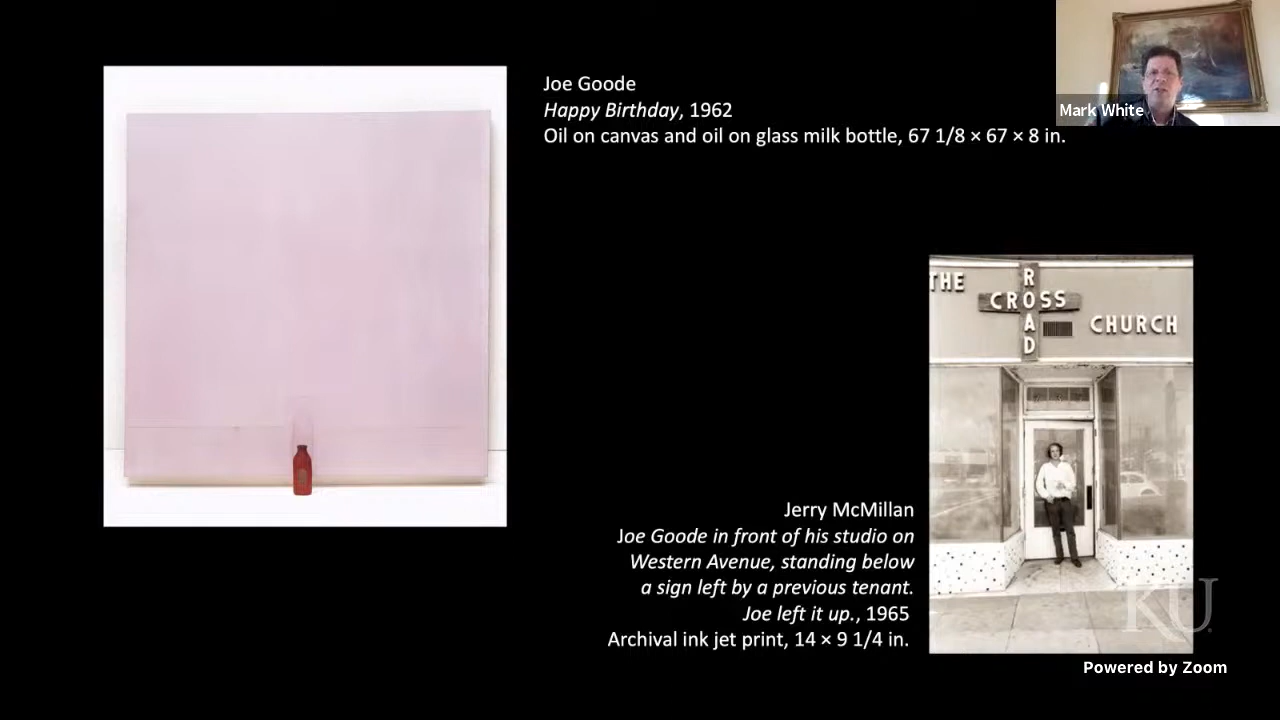 Joe Goode
Happy Birthday, 1962
Oil on canvas and oil on glass milk bottle, 67 1/8 × 67 × 8 in.
Mark White
THE
CROSS
ROAD
CHURCH
Jerry McMillan
Joe Goode in front of his studio on
Western Avenue, standing below
a sign left by a previous tenant.
Joe left it up., 1965
Archival ink jet print, 14 × 9 1/4 in.
KU
Powered by Zoom